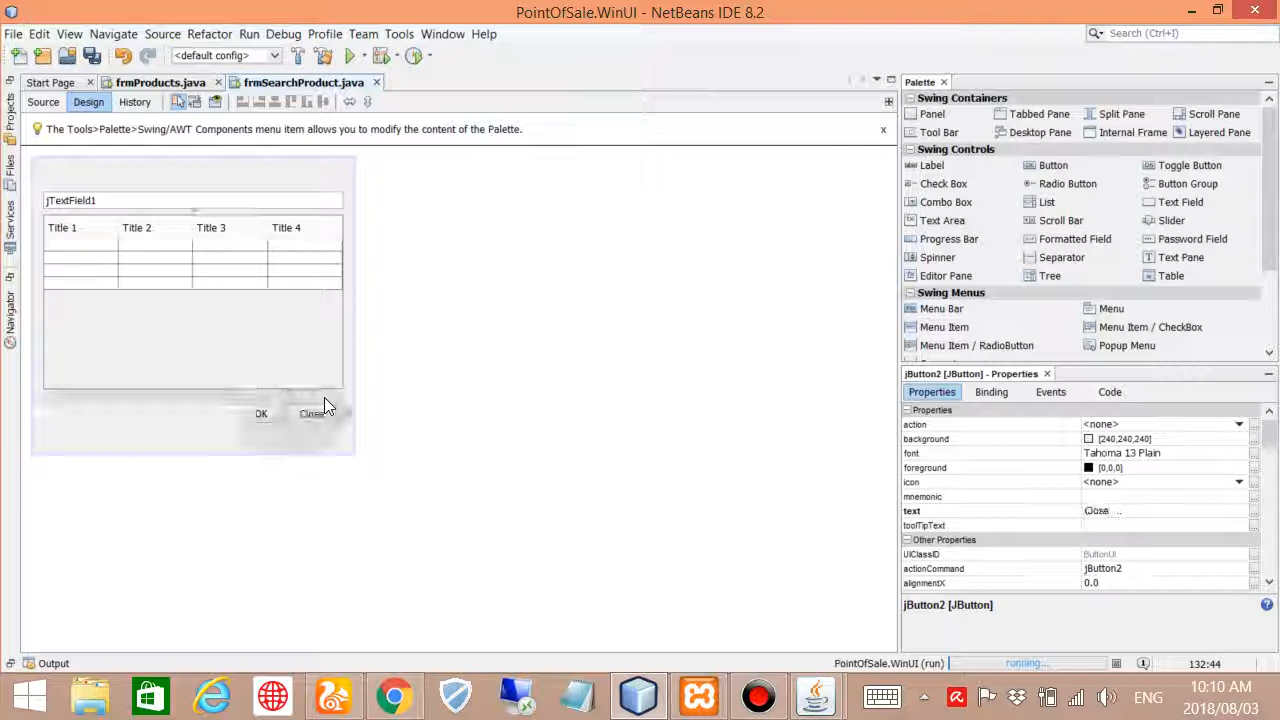 PointOfSale.WinUI - NetBeans IDE 8.2
File Edit View Navigate Source Refactor Run Debug Profile Team Tools Window Help
Search (Ctrl+I)
<default config>
Start Page frmProducts.java frmSearchProduct.java
Source Design History
The Tools>Palette>Swing/AWT Components menu item allows you to modify the content of the Palette.
Projects
Files
Services
Navigator
jTextField1
Title 1 Title 2 Title 3 Title 4
OK Close
Palette
Swing Containers
Panel Tabbed Pane Split Pane Scroll Pane
Tool Bar Desktop Pane Internal Frame Layered Pane
Swing Controls
Label Button Toggle Button
Check Box Radio Button Button Group
Combo Box List Text Field
Text Area Scroll Bar Slider
Progress Bar Formatted Field Password Field
Spinner Separator Text Pane
Editor Pane Tree Table
Swing Menus
Menu Bar Menu
Menu Item Menu Item / CheckBox
Menu Item / RadioButton Popup Menu
jButton2 [JButton] - Properties
Properties Binding Events Code
Properties
action <none>
background [240,240,240]
font Tahoma 13 Plain
foreground [0,0,0]
icon <none>
mnemonic
text Close
toolTipText
Other Properties
UIClassID ButtonUI
actionCommand jButton2
alignmentX 0.0
jButton2 [JButton]
Output
PointOfSale.WinUI (run) running... 132:44
ENG
10:10 AM
2018/08/03